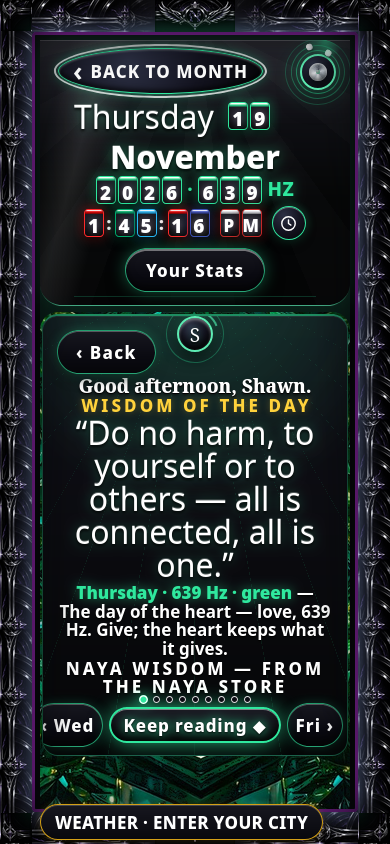 ‹ BACK TO MONTH
Thursday 19
November
2026 · 639 HZ
1:45:16 PM
Your Stats
S
‹ Back
Good afternoon, Shawn.
WISDOM OF THE DAY
“Do no harm, to
yourself or to
others — all is
connected, all is
one.”
Thursday · 639 Hz · green —
The day of the heart — love, 639
Hz. Give; the heart keeps what
it gives.
NAYA WISDOM — FROM
THE NAYA STORE
‹ Wed
Keep reading ◆
Fri ›
WEATHER · ENTER YOUR CITY